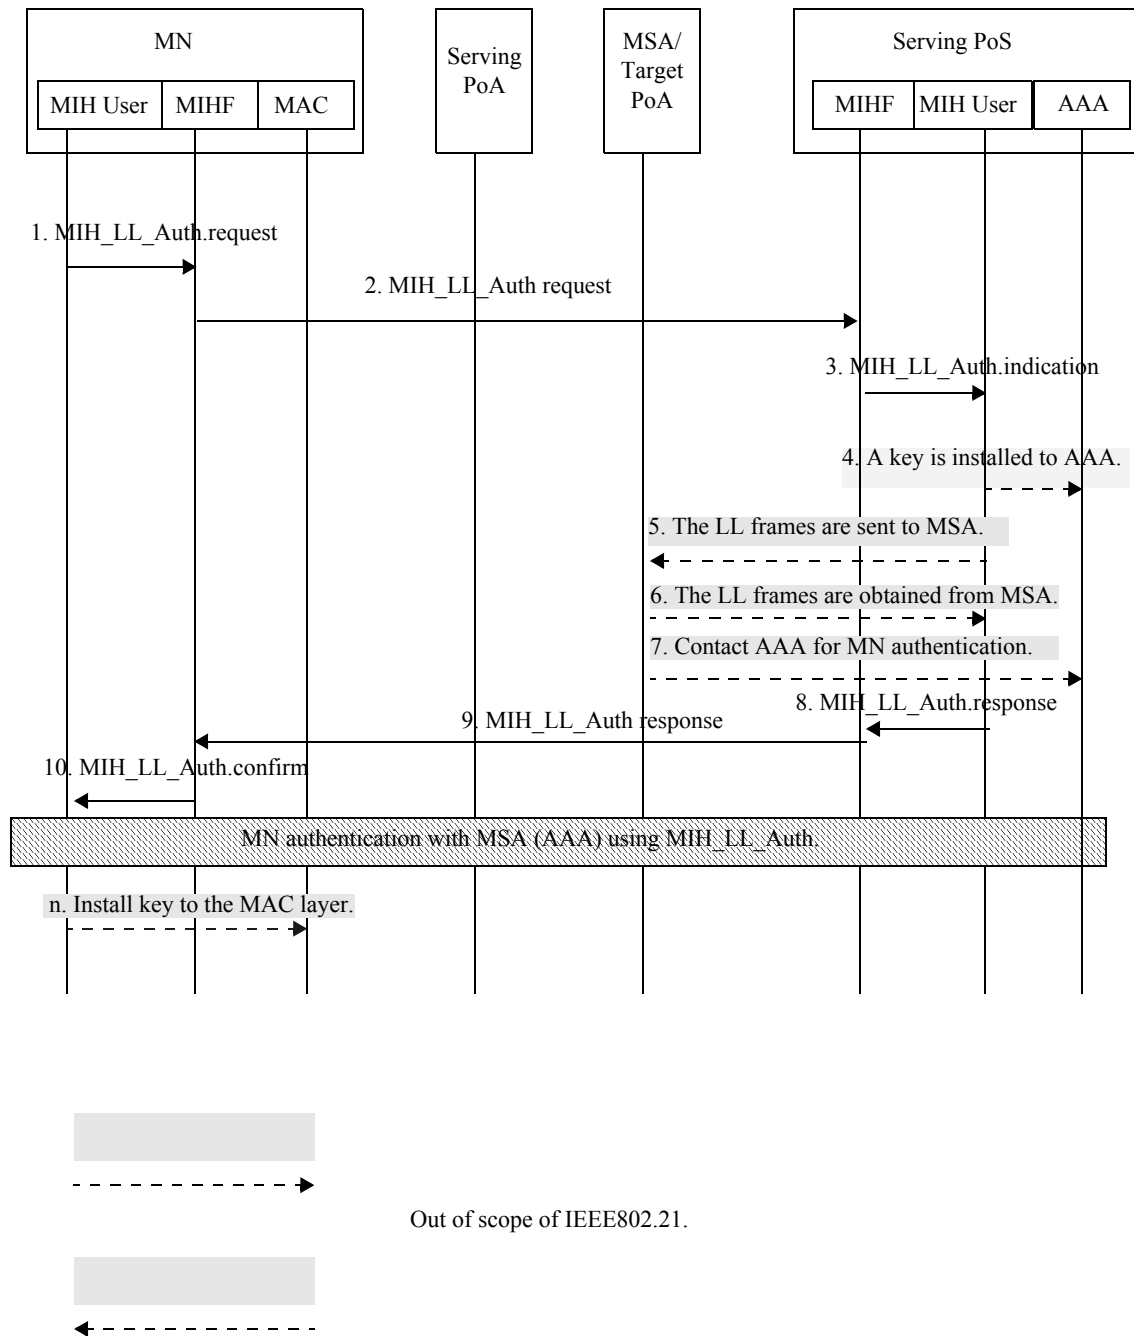 MN
Serving
PoA
MSA/
Target
PoA
Serving PoS
MIH User
MIHF
MAC
MIHF
MIH User
AAA
1. MIH_LL_Auth.request
2. MIH_LL_Auth request
3. MIH_LL_Auth.indication
4. A key is installed to AAA.
5. The LL frames are sent to MSA.
6. The LL frames are obtained from MSA.
7. Contact AAA for MN authentication.
8. MIH_LL_Auth.response
9. MIH_LL_Auth response
10. MIH_LL_Auth.confirm
MN authentication with MSA (AAA) using MIH_LL_Auth.
n. Install key to the MAC layer.
Out of scope of IEEE802.21.